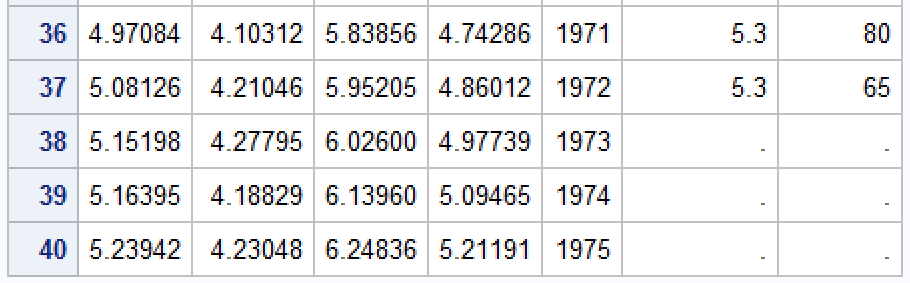 36 4.97084 4.10312 5.83856 4.74286 1971 5.3 80
37 5.08126 4.21046 5.95205 4.86012 1972 5.3 65
38 5.15198 4.27795 6.02600 4.97739 1973 . .
39 5.16395 4.18829 6.13960 5.09465 1974 . .
40 5.23942 4.23048 6.24836 5.21191 1975 . .